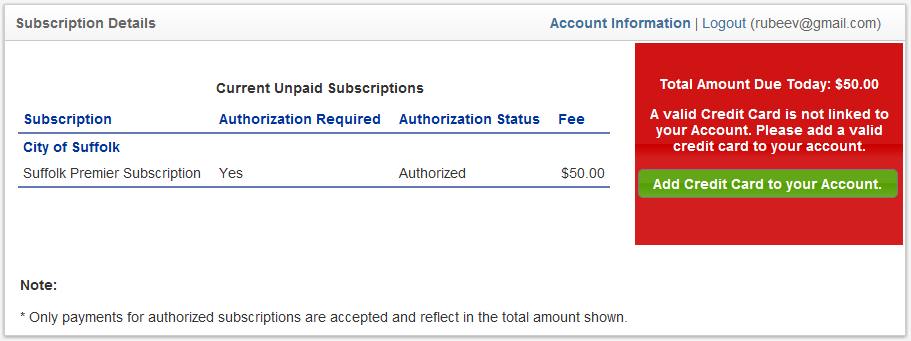 Subscription Details
Account Information | Logout (rubeev@gmail.com)
Current Unpaid Subscriptions
Subscription Authorization Required Authorization Status Fee
City of Suffolk
Suffolk Premier Subscription Yes Authorized $50.00
Total Amount Due Today: $50.00
A valid Credit Card is not linked to
your Account. Please add a valid
credit card to your account.
Add Credit Card to your Account.
Note:
* Only payments for authorized subscriptions are accepted and reflect in the total amount shown.